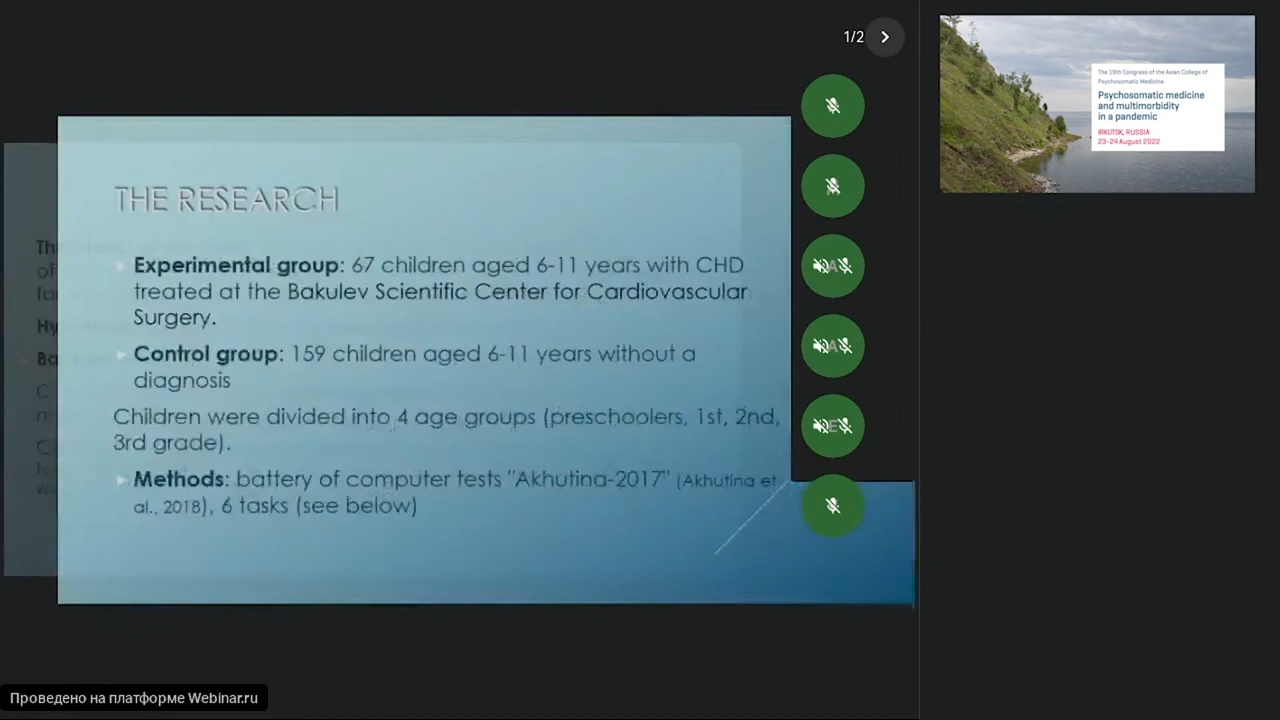 1/2
The 19th Congress of the Asian College of
Psychosomatic Medicine
Psychosomatic medicine
and multimorbidity
in a pandemic
IRKUTSK, RUSSIA
23-24 August 2022
THE RESEARCH
Experimental group: 67 children aged 6-11 years with CHD
treated at the Bakulev Scientific Center for Cardiovascular
Surgery.
Control group: 159 children aged 6-11 years without a
diagnosis
Children were divided into 4 age groups (preschoolers, 1st, 2nd,
3rd grade).
Methods: battery of computer tests "Akhutina-2017" (Akhutina et
al., 2018), 6 tasks (see below)
Проведено на платформе Webinar.ru